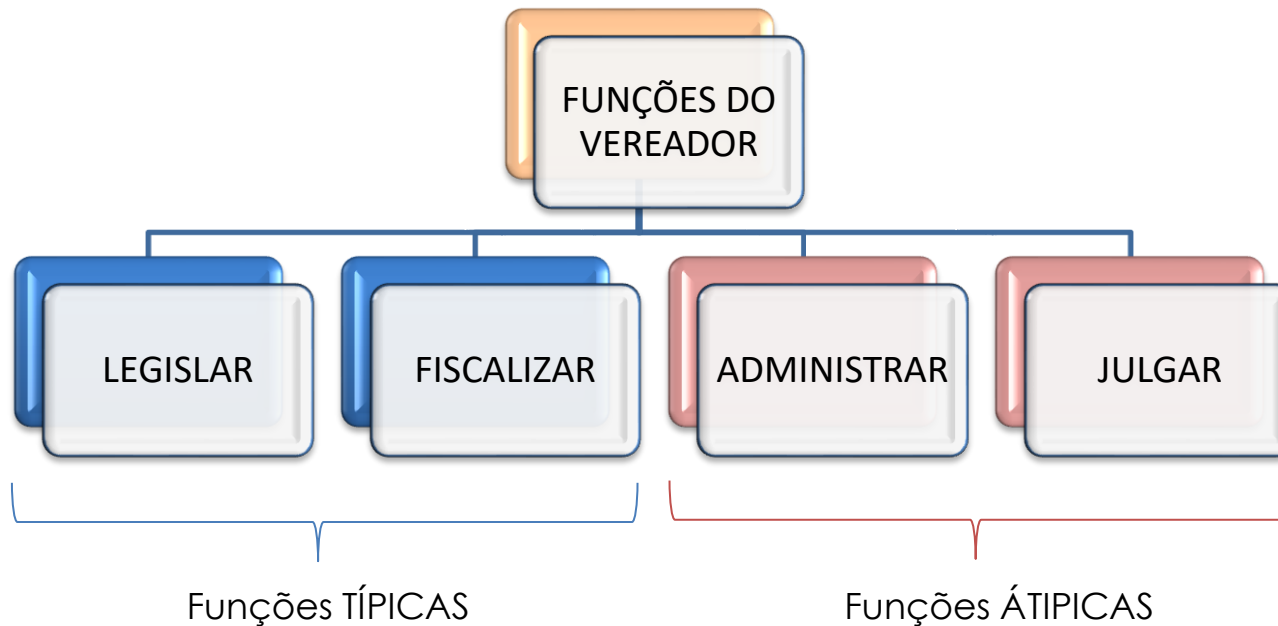 FUNÇÕES DO
VEREADOR
LEGISLAR
FISCALIZAR
ADMINISTRAR
JULGAR
Funções TÍPICAS
Funções ÁTIPICAS